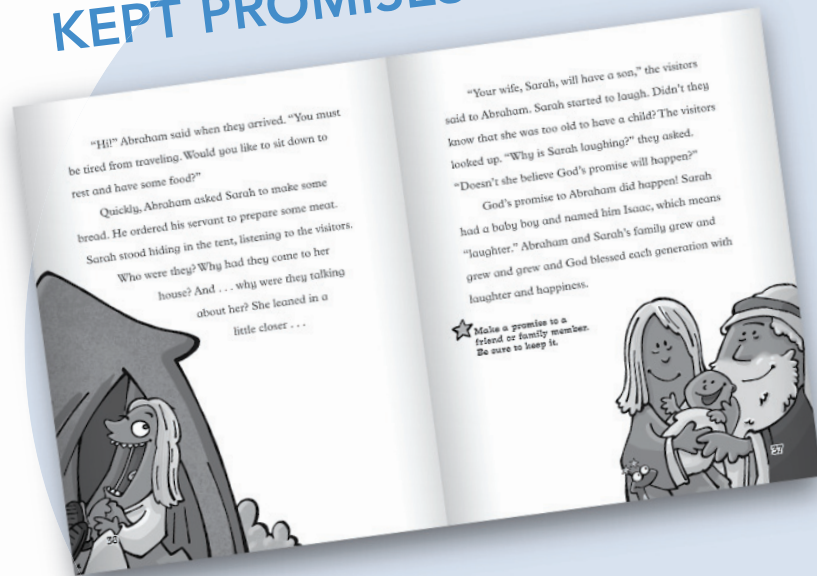 KEPT PROMISES
“Hi!” Abraham said when they arrived. “You must
be tired from traveling. Would you like to sit down to
rest and have some food?”
Quickly, Abraham asked Sarah to make some
bread. He ordered his servant to prepare some meat.
Sarah stood hiding in the tent, listening to the visitors.
Who were they? Why had they come to her
house? And . . . why were they talking
about her? She leaned in a
little closer . . .
36
“Your wife, Sarah, will have a son,” the visitors
said to Abraham. Sarah started to laugh. Didn’t they
know that she was too old to have a child? The visitors
looked up. “Why is Sarah laughing?” they asked.
“Doesn’t she believe God’s promise will happen?”
God’s promise to Abraham did happen! Sarah
had a baby boy and named him Isaac, which means
“laughter.” Abraham and Sarah’s family grew and
grew and grew and God blessed each generation with
laughter and happiness.
Make a promise to a
friend or family member.
Be sure to keep it.
37